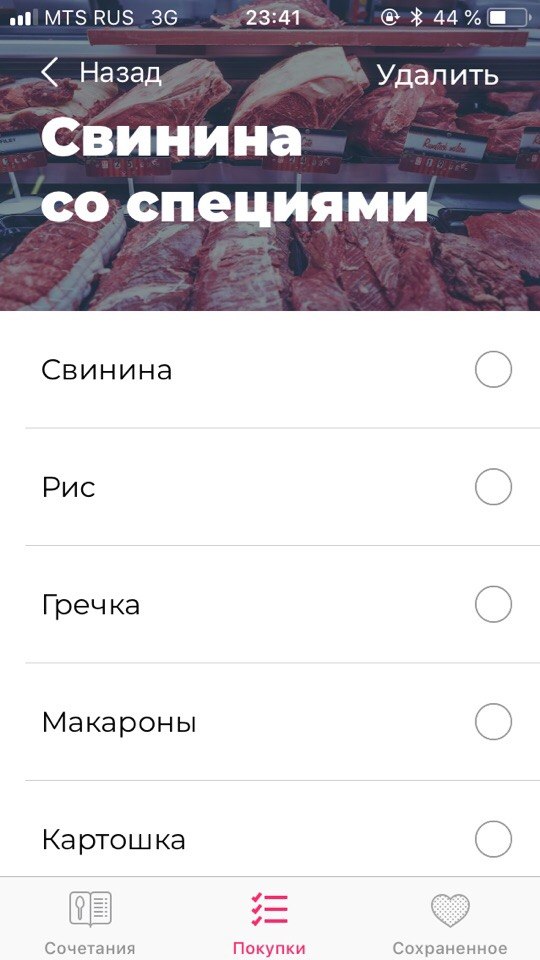 MTS RUS 3G 23:41 44 %
Назад Удалить
Свинина
со специями
Свинина
Рис
Гречка
Макароны
Картошка
Сочетания Покупки Сохраненное